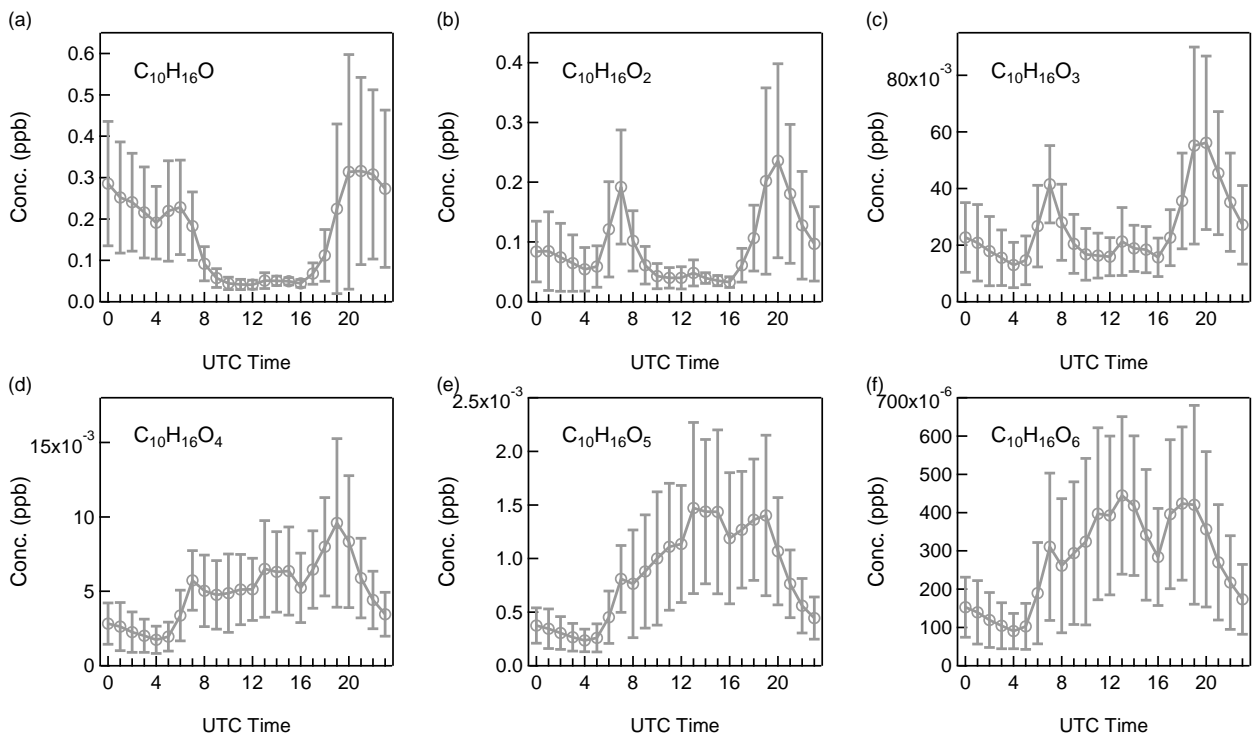 (a)
C10H16O
Conc. (ppb)
0.6
0.5
0.4
0.3
0.2
0.1
0.0
0 4 8 12 16 20
UTC Time
(b)
C10H16O2
Conc. (ppb)
0.4
0.3
0.2
0.1
0.0
0 4 8 12 16 20
UTC Time
(c)
C10H16O3
Conc. (ppb)
80x10-3
60
40
20
0
0 4 8 12 16 20
UTC Time
(d)
C10H16O4
Conc. (ppb)
15x10-3
10
5
0
0 4 8 12 16 20
UTC Time
(e)
C10H16O5
Conc. (ppb)
2.5x10-3
2.0
1.5
1.0
0.5
0.0
0 4 8 12 16 20
UTC Time
(f)
C10H16O6
Conc. (ppb)
700x10-6
600
500
400
300
200
100
0
0 4 8 12 16 20
UTC Time